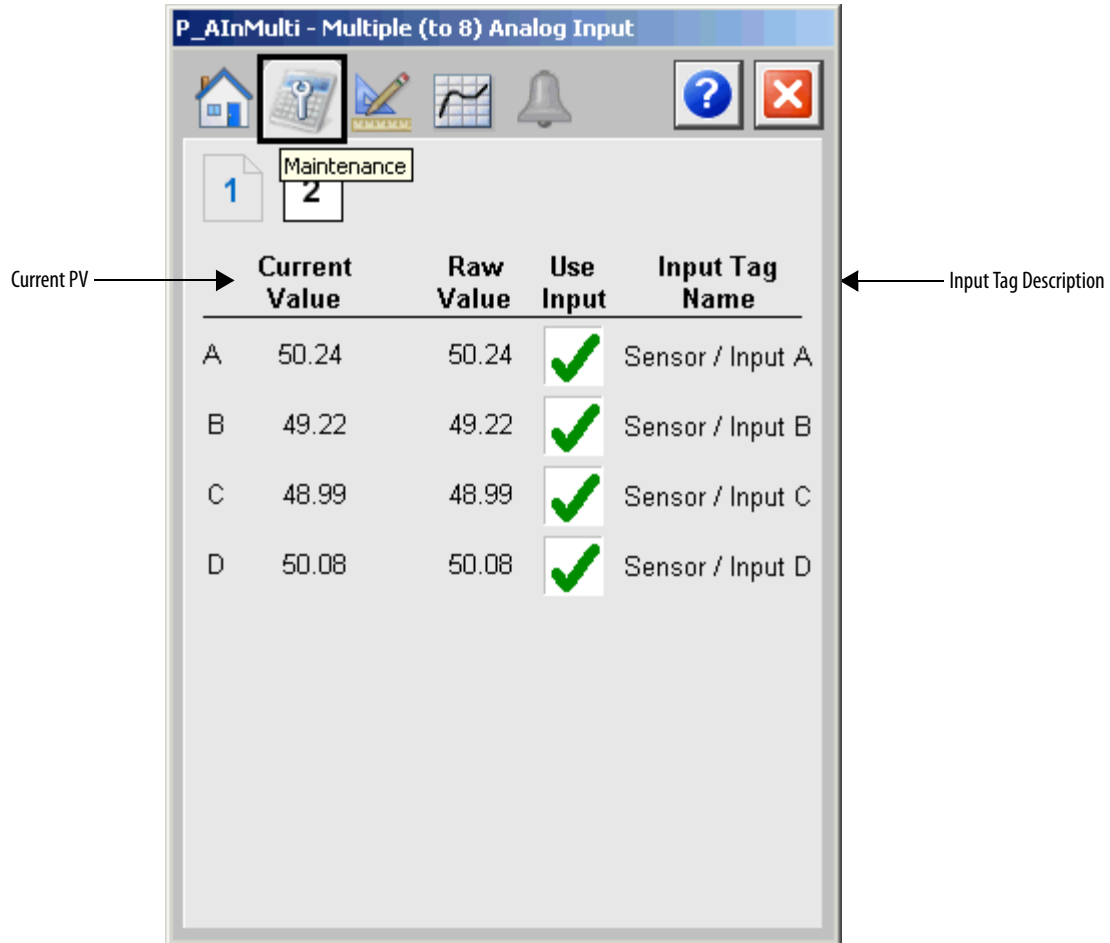 P_AInMulti - Multiple (to 8) Analog Input
?
Maintenance
1
2
Current PV
Current Value
Raw Value
Use Input
Input Tag Name
Input Tag Description
A 50.24 50.24 Sensor / Input A
B 49.22 49.22 Sensor / Input B
C 48.99 48.99 Sensor / Input C
D 50.08 50.08 Sensor / Input D